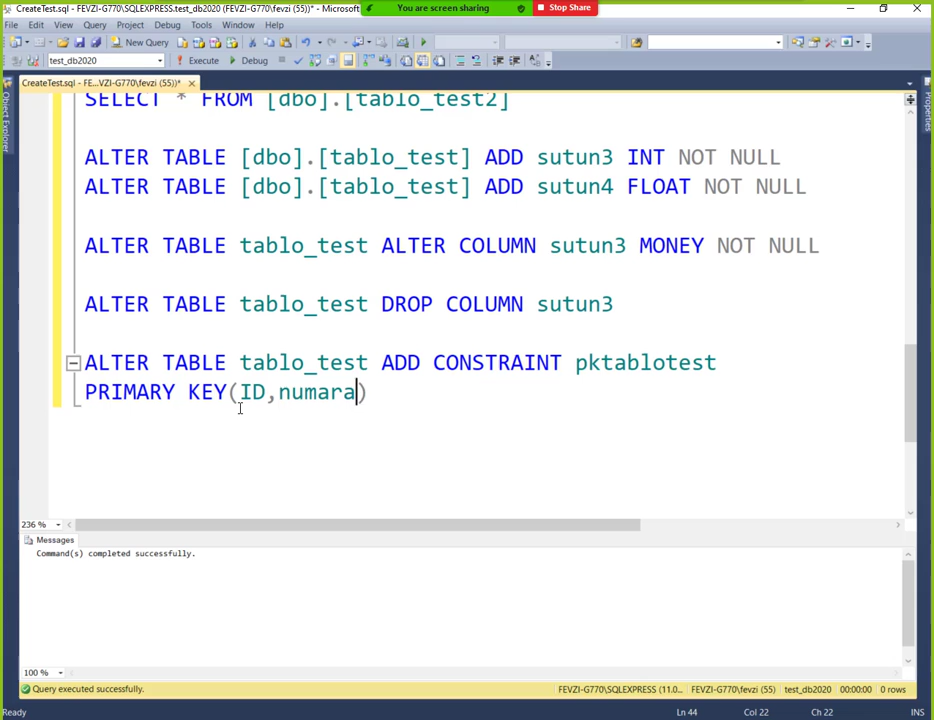 CreateTest.sql - FEVZI-G770\SQLEXPRESS.test_db2020 (FEVZI-G770\fevzi (55))* - Microsoft
You are screen sharing
Stop Share
File Edit View Query Project Debug Tools Window Help
New Query
test_db2020 Execute Debug
CreateTest.sql - FE...VZI-G770\fevzi (55))*
Object Explorer
Properties
SELECT * FROM [dbo].[tablo_test2]
ALTER TABLE [dbo].[tablo_test] ADD sutun3 INT NOT NULL
ALTER TABLE [dbo].[tablo_test] ADD sutun4 FLOAT NOT NULL
ALTER TABLE tablo_test ALTER COLUMN sutun3 MONEY NOT NULL
ALTER TABLE tablo_test DROP COLUMN sutun3
ALTER TABLE tablo_test ADD CONSTRAINT pktablotest
PRIMARY KEY(ID,numara)
236 %
Messages
Command(s) completed successfully.
100 %
Query executed successfully. FEVZI-G770\SQLEXPRESS (11.0... FEVZI-G770\fevzi (55) test_db2020 00:00:00 0 rows
Ready Ln 44 Col 22 Ch 22 INS